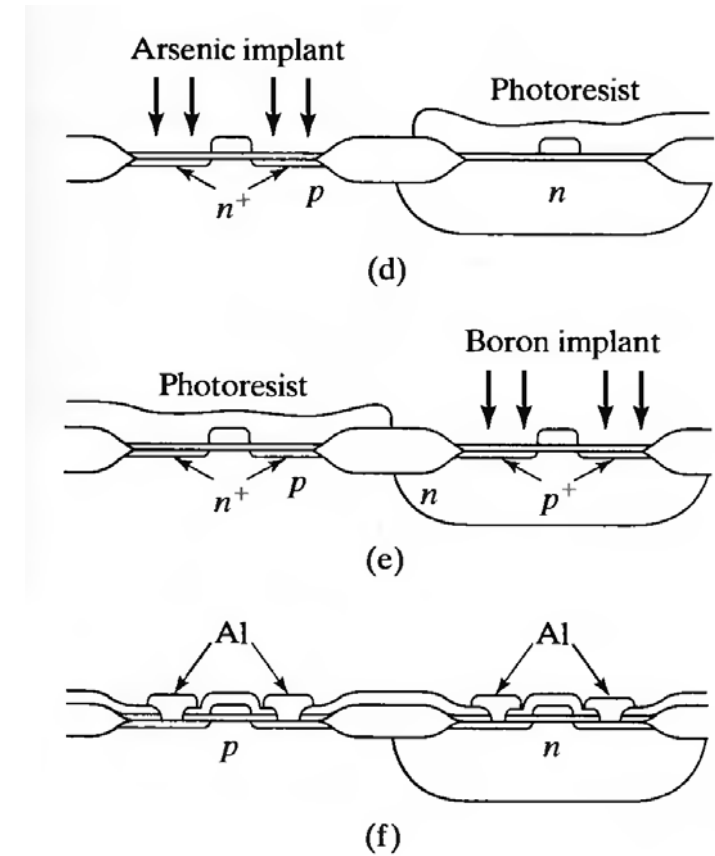 Arsenic implant
Photoresist
n+
p
n
(d)
Boron implant
Photoresist
n+
p
n
p+
(e)
Al
Al
p
n
(f)